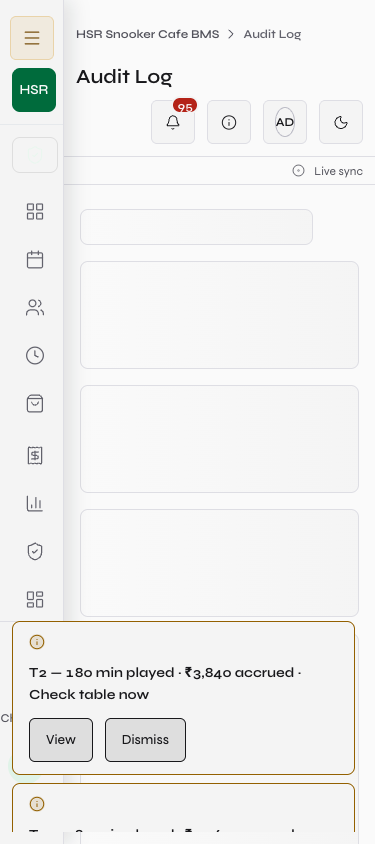 HSR Snooker Cafe BMS > Audit Log
HSR
Audit Log
95
AD
Live sync
T2 — 180 min played · ₹3,840 accrued ·
Check table now
View
Dismiss